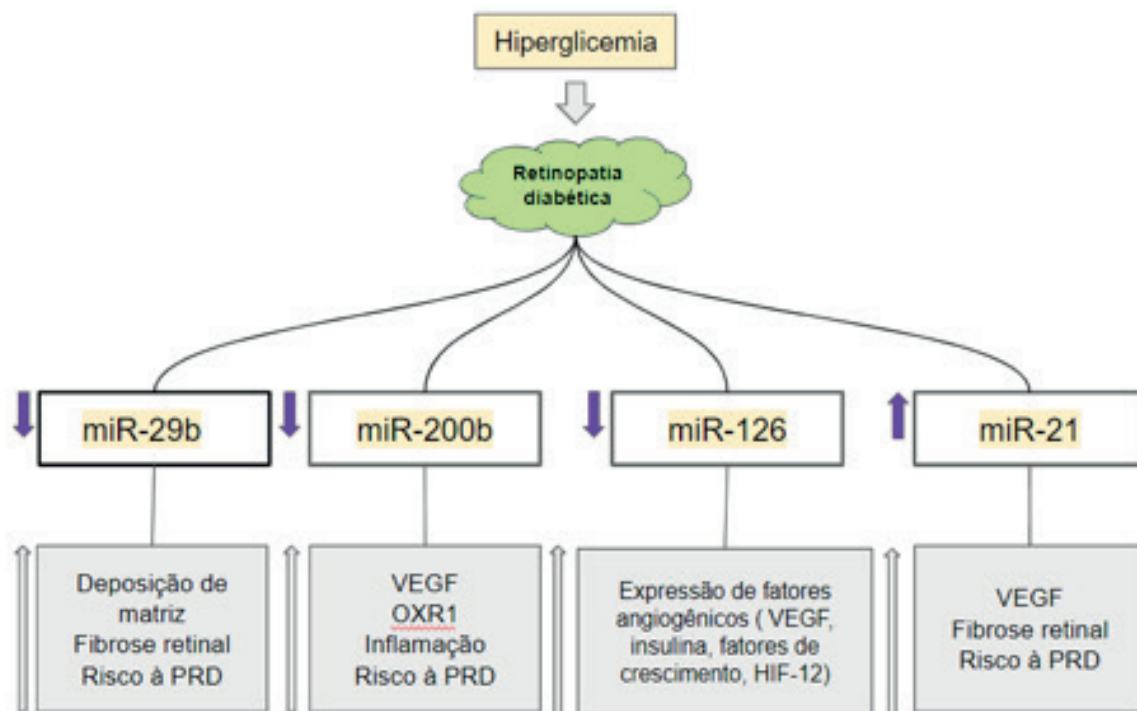 Hiperglicemia
Retinopatia
diabética
miR-29b
miR-200b
miR-126
miR-21
Deposição de
matriz
Fibrose retinal
Risco à PRD
VEGF
OXR1
Inflamação
Risco à PRD
Expressão de fatores
angiogênicos ( VEGF,
insulina, fatores de
crescimento, HIF-12)
VEGF
Fibrose retinal
Risco à PRD